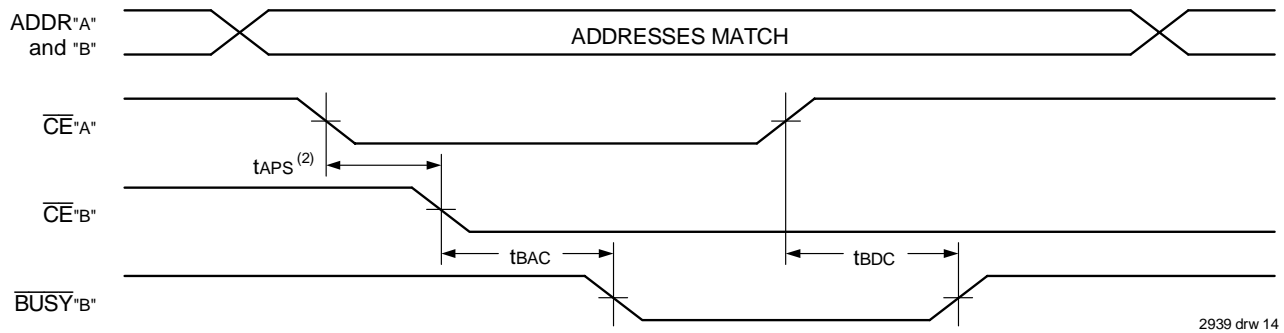 ADDR"A"
and "B"
ADDRESSES MATCH
CE"A"
tAPS (2)
CE"B"
tBAC
tBDC
BUSY"B"
2939 drw 14